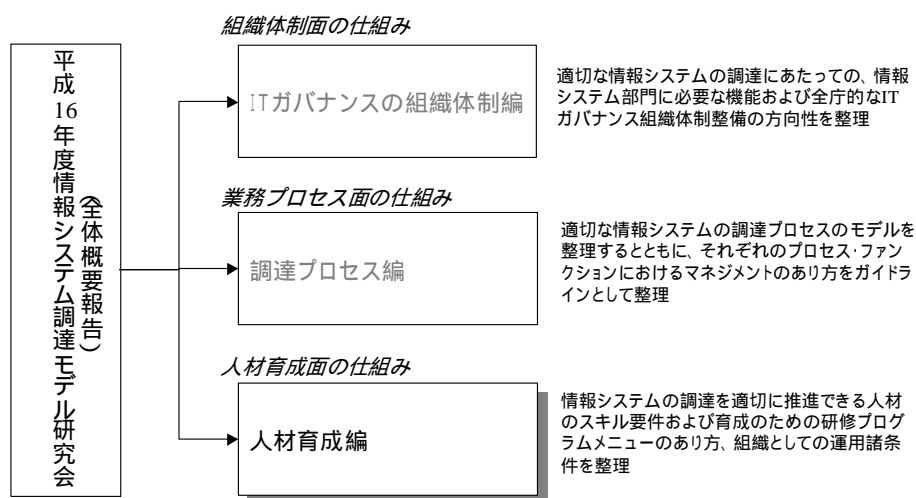 平成16年度情報システム調達モデル研究会
(全体概要報告)
組織体制面の仕組み
ITガバナンスの組織体制編
適切な情報システムの調達にあたっての、情報
システム部門に必要な機能および全庁的なIT
ガバナンス組織体制整備の方向性を整理
業務プロセス面の仕組み
調達プロセス編
適切な情報システムの調達プロセスのモデルを
整理するとともに、それぞれのプロセス・ファン
クションにおけるマネジメントのあり方をガイドラ
インとして整理
人材育成面の仕組み
人材育成編
情報システムの調達を適切に推進できる人材
のスキル要件および育成のための研修プログ
ラムメニューのあり方、組織としての運用諸条
件を整理